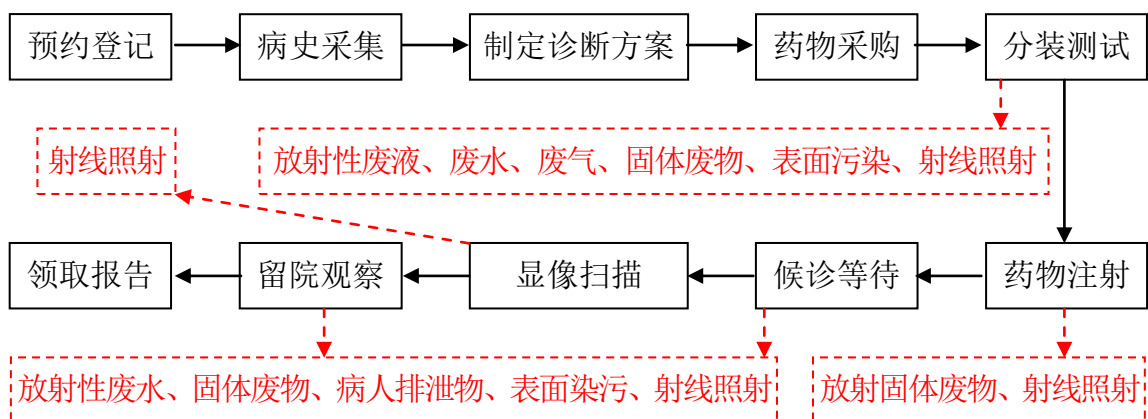 预约登记
病史采集
制定诊断方案
药物采购
分装测试
射线照射
放射性废液、废水、废气、固体废物、表面污染、射线照射
领取报告
留院观察
显像扫描
候诊等待
药物注射
放射性废水、固体废物、病人排泄物、表面染污、射线照射
放射固体废物、射线照射